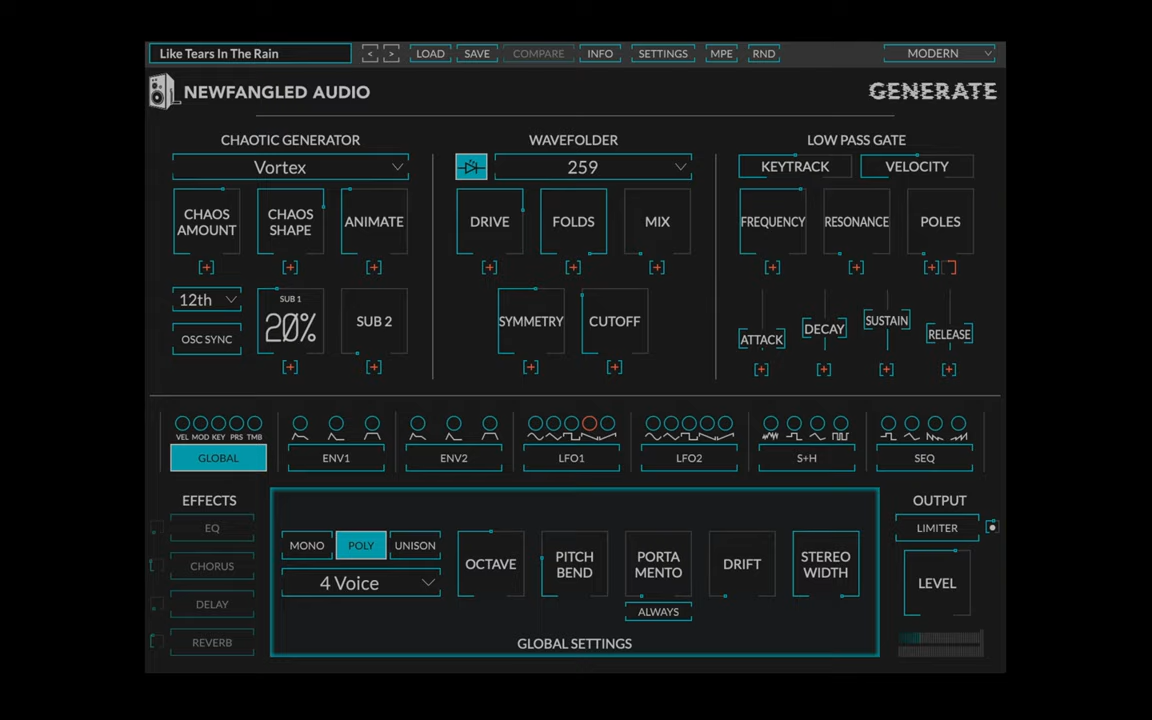 Like Tears In The Rain < > LOAD SAVE COMPARE INFO SETTINGS MPE RND MODERN
NEWFANGLED AUDIO GENERATE
CHAOTIC GENERATOR WAVEFOLDER LOW PASS GATE
Vortex 259 KEYTRACK VELOCITY
CHAOS AMOUNT CHAOS SHAPE ANIMATE DRIVE FOLDS MIX FREQUENCY RESONANCE POLES
[+] [+] [+] [+] [+] [+] [+] [+] [+]
12th SUB 1 20% SUB 2 SYMMETRY CUTOFF ATTACK DECAY SUSTAIN RELEASE
OSC SYNC
[+] [+] [+] [+] [+] [+] [+] [+]
VEL MOD KEY PRS TMB
GLOBAL ENV1 ENV2 LFO1 LFO2 S+H SEQ
EFFECTS OUTPUT
EQ LIMITER
MONO POLY UNISON OCTAVE PITCH BEND PORTA MENTO DRIFT STEREO WIDTH
CHORUS
4 Voice LEVEL
DELAY ALWAYS
REVERB GLOBAL SETTINGS